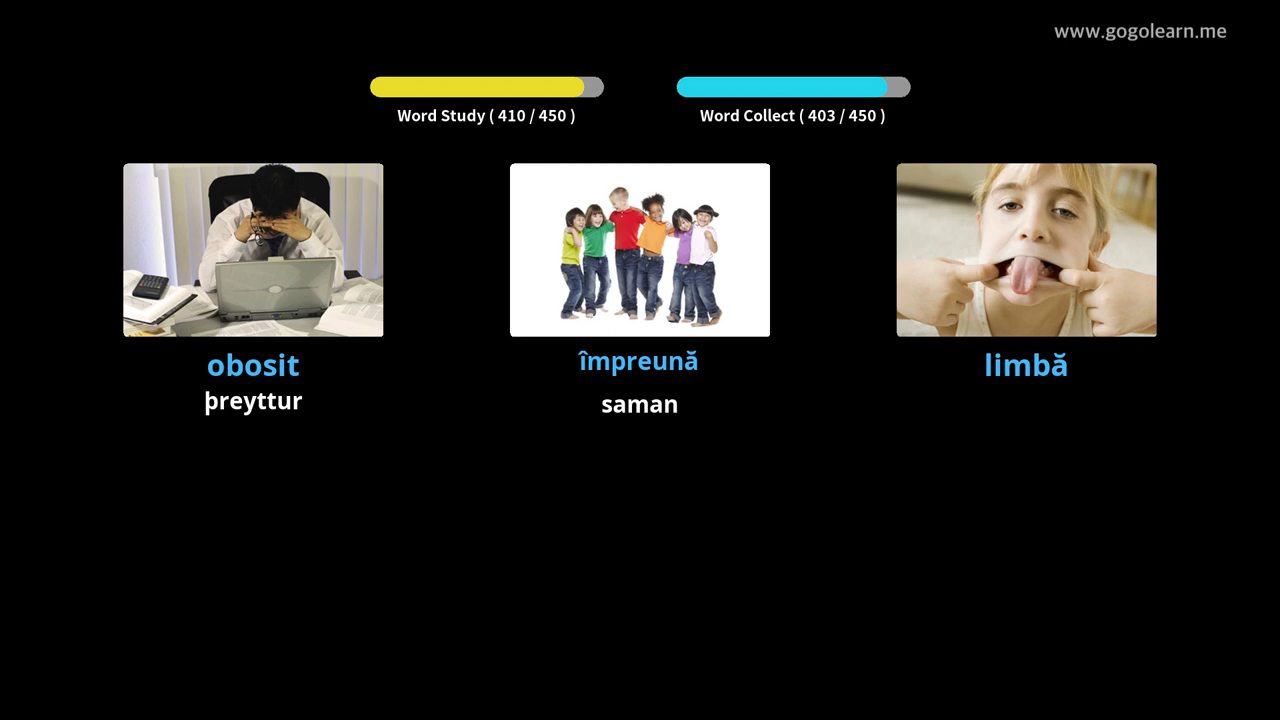 www.gogolearn.me
Word Study ( 410 / 450 )
Word Collect ( 403 / 450 )
obosit
þreyttur
împreună
saman
limbă